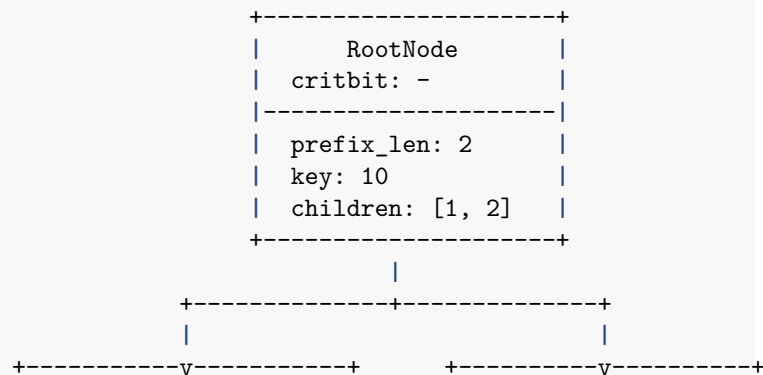 +----------------------+
|      RootNode        |
|  critbit: -          |
|----------------------|
|  prefix_len: 2       |
|  key: 10             |
|  children: [1, 2]    |
+----------------------+
|
+---------------+---------------+
|                               |
+------------v-----------+      +----------v-----------+